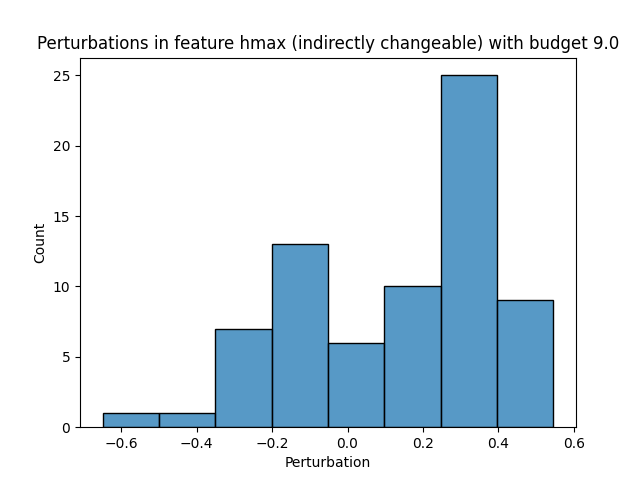 Perturbations in feature hmax (indirectly changeable) with budget 9.0
25
20
15
10
5
0
Count
−0.6 −0.4 −0.2 0.0 0.2 0.4 0.6
Perturbation